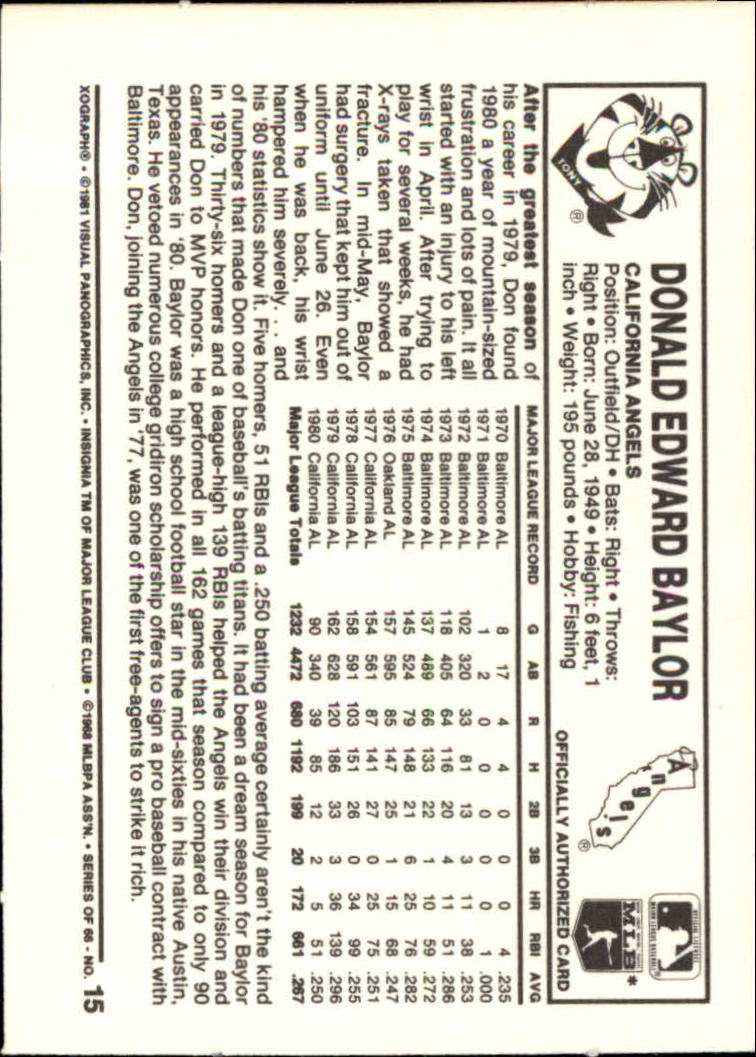 TONY ®
DONALD EDWARD BAYLOR
CALIFORNIA ANGELS
Position: Outfield/DH • Bats: Right • Throws:
Right • Born: June 28, 1949 • Height: 6 feet, 1
inch • Weight: 195 pounds • Hobby: Fishing
Angels ®
MLB*
OFFICIALLY AUTHORIZED CARD
After the greatest season of
his career in 1979, Don found
1980 a year of mountain-sized
frustration and lots of pain. It all
started with an injury to his left
wrist in April. After trying to
play for several weeks, he had
X-rays taken that showed a
fracture. In mid-May, Baylor
had surgery that kept him out of
uniform until June 26. Even
when he was back, his wrist
hampered him severely. . . and
MAJOR LEAGUE RECORD G AB R H 2B 3B HR RBI AVG
1970 Baltimore AL 8 17 4 4 0 0 0 4 .235
1971 Baltimore AL 1 2 0 0 0 0 0 1 .000
1972 Baltimore AL 102 320 33 81 13 3 11 38 .253
1973 Baltimore AL 118 405 64 116 20 4 11 51 .286
1974 Baltimore AL 137 489 66 133 22 1 10 59 .272
1975 Baltimore AL 145 524 79 148 21 6 25 76 .282
1976 Oakland AL 157 595 85 147 25 1 15 68 .247
1977 California AL 154 561 87 141 27 0 25 75 .251
1978 California AL 158 591 103 151 26 0 34 99 .255
1979 California AL 162 628 120 186 33 3 36 139 .296
1980 California AL 90 340 39 85 12 2 5 51 .250
Major League Totals 1232 4472 680 1192 199 20 172 661 .267
his '80 statistics show it. Five homers, 51 RBIs and a .250 batting average certainly aren't the kind
of numbers that made Don one of baseball's batting titans. It had been a dream season for Baylor
in 1979. Thirty-six homers and a league-high 139 RBIs helped the Angels win their division and
carried Don to MVP honors. He performed in all 162 games that season compared to only 90
appearances in '80. Baylor was a high school football star in the mid-sixties in his native Austin,
Texas. He vetoed numerous college gridiron scholarship offers to sign a pro baseball contract with
Baltimore. Don, joining the Angels in '77, was one of the first free-agents to strike it rich.
XOGRAPH® • ©1981 VISUAL PANOGRAPHICS, INC. • INSIGNIA TM OF MAJOR LEAGUE CLUB • ©1968 MLBPA ASS'N. • SERIES OF 66 - NO. 15